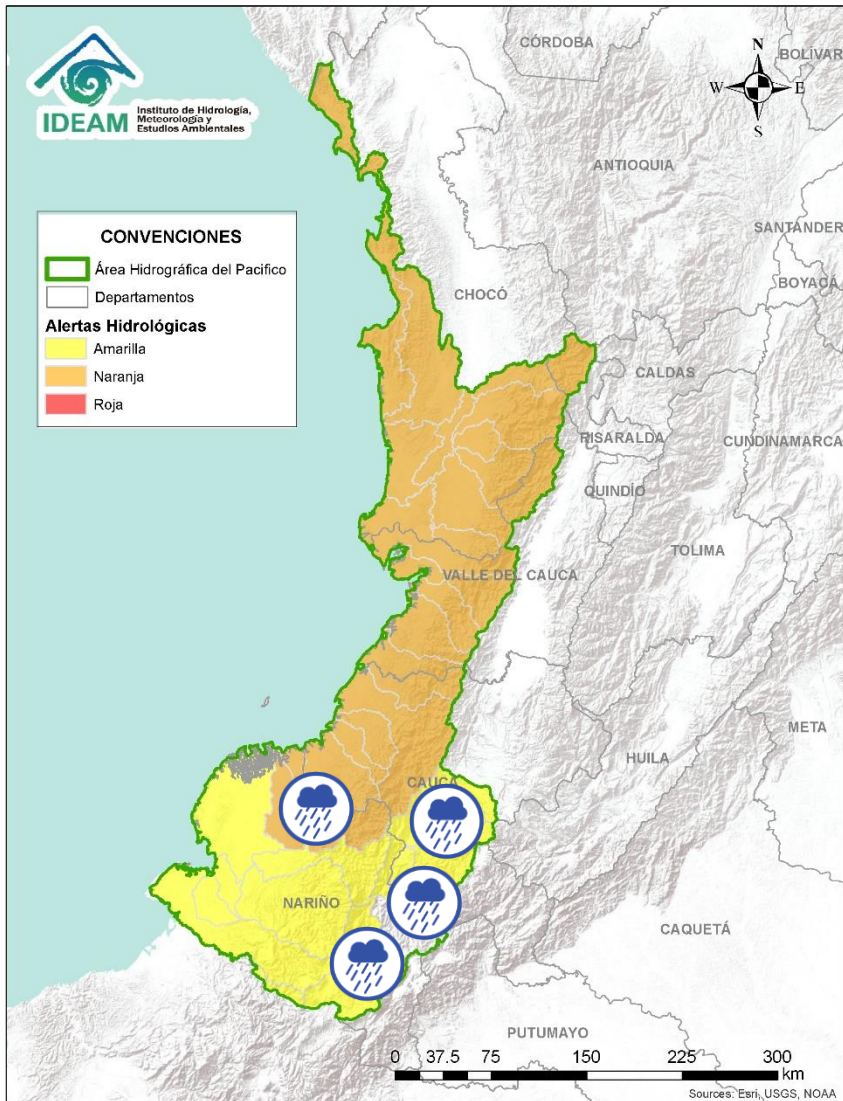 IDEAM
Instituto de Hidrología,
Meteorología y
Estudios Ambientales
CÓRDOBA
BOLÍVAR
N
W
E
S
ANTIOQUIA
SANTANDER
BOYACÁ
CONVENCIONES
Área Hidrográfica del Pacifico
Departamentos
Alertas Hidrológicas
Amarilla
Naranja
Roja
CHOCÓ
CALDAS
RISARALDA
CUNDINAMARCA
QUINDÍO
TOLIMA
VALLE DEL CAUCA
META
HUILA
CAUCA
NARIÑO
CAQUETÁ
PUTUMAYO
0 37.5 75 150 225 300
km
Sources: Esri, USGS, NOAA